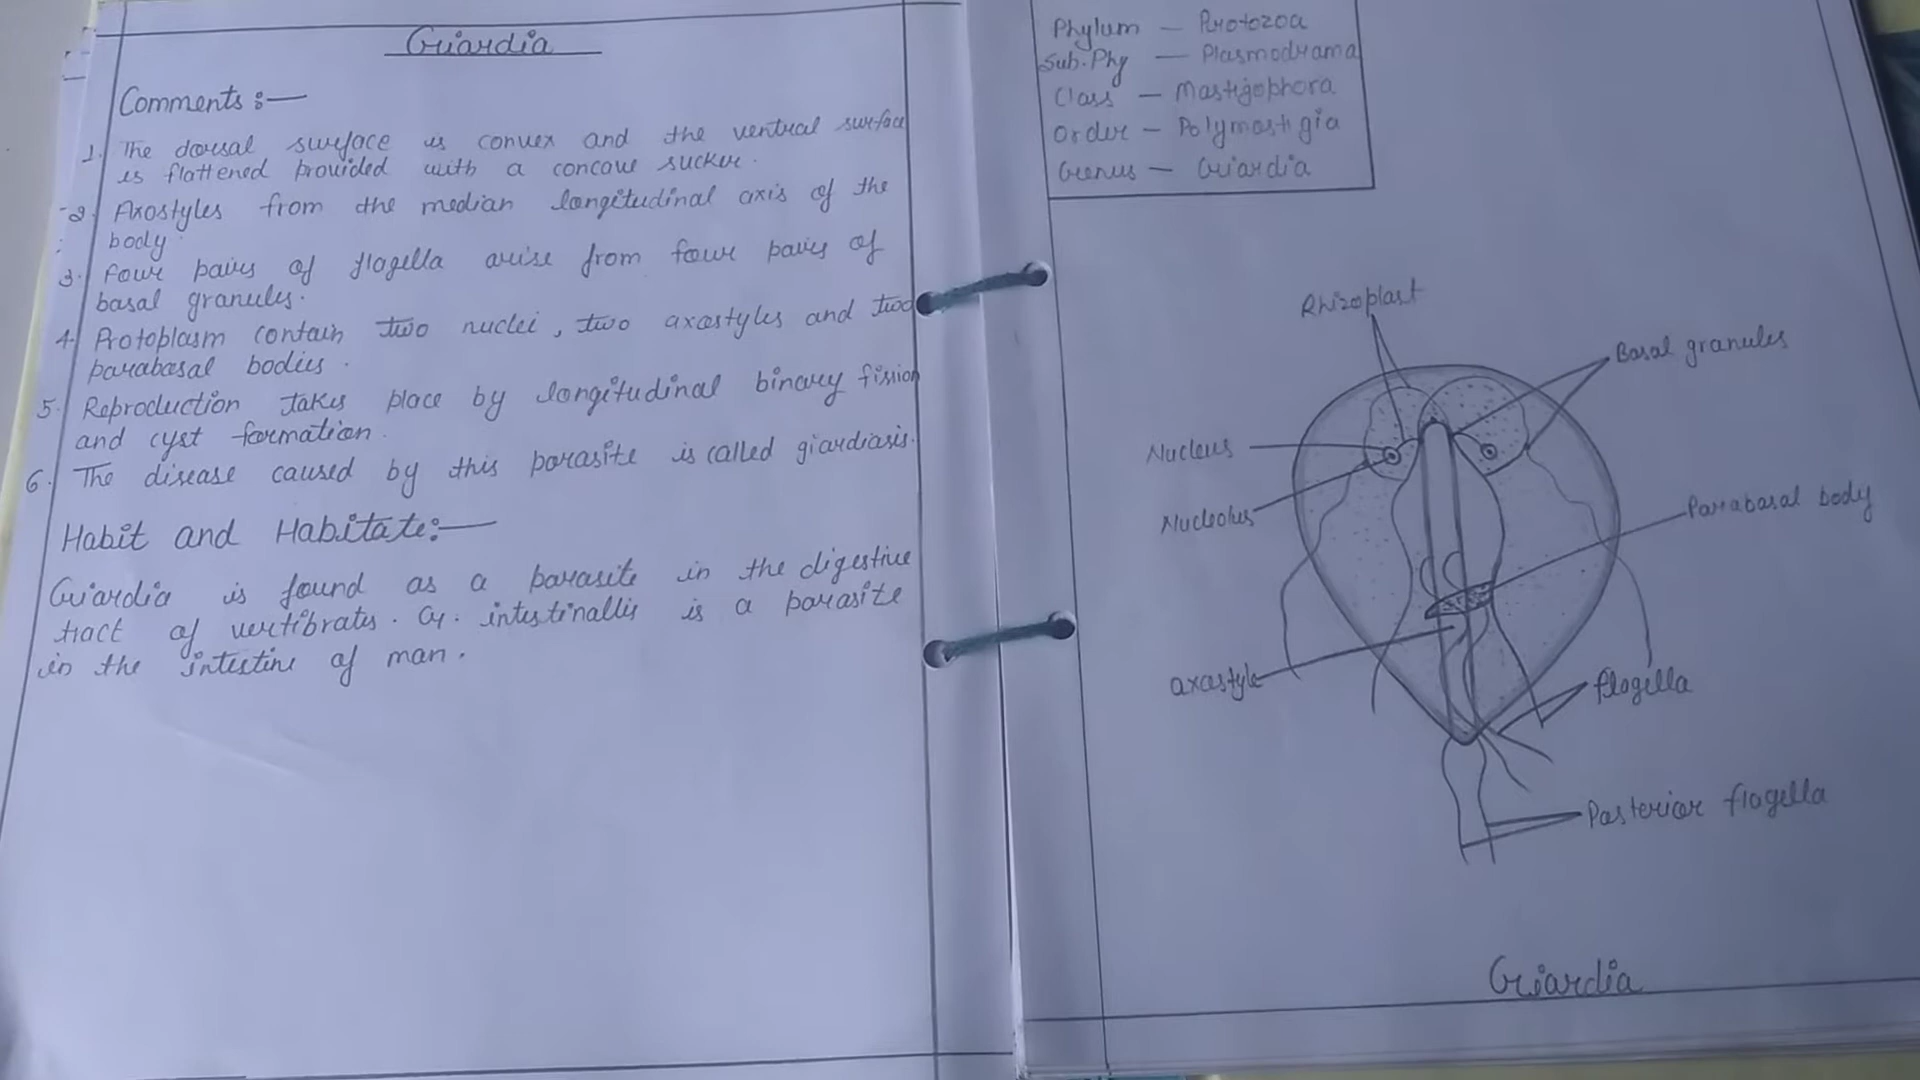 Giardia
Comments :—
1. The dorsal surface is convex and the ventral surface
is flattened provided with a concave sucker.
2. Axostyles from the median longitudinal axis of the
body
3. Four pairs of flagella arise from four pairs of
basal granules.
4. Protoplasm contain two nuclei, two axostyles and two
parabasal bodies.
5. Reproduction takes place by longitudinal binary fission
and cyst formation.
6. The disease caused by this parasite is called giardiasis.
Habit and Habitate:—
Giardia is found as a parasite in the digestive
tract of vertibrates. G. intestinallis is a parasite
in the intestine of man.
Phylum — Protozoa
Sub. Phy — Plasmodrama
Class — Mastigophora
Order — Polymastigia
Genus — Giardia
Rhizoplast
Basal granules
Nucleus
Parabasal body
Nucleolus
axostyle
flagella
Posterior flagella
Giardia